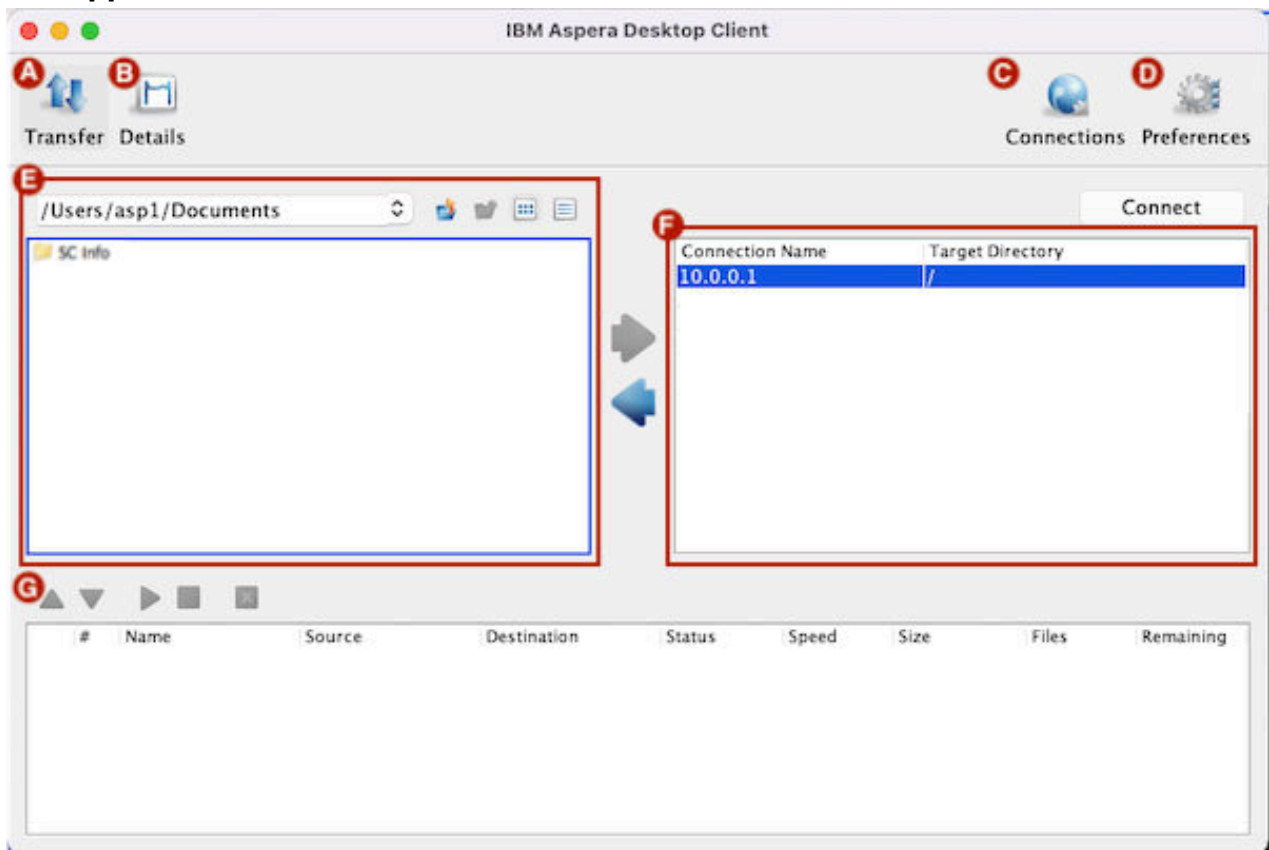 IBM Aspera Desktop Client
A B C D
Transfer Details Connections Preferences
E
/Users/asp1/Documents Connect
F
SC Info
Connection Name Target Directory
10.0.0.1 /
G
# Name Source Destination Status Speed Size Files Remaining